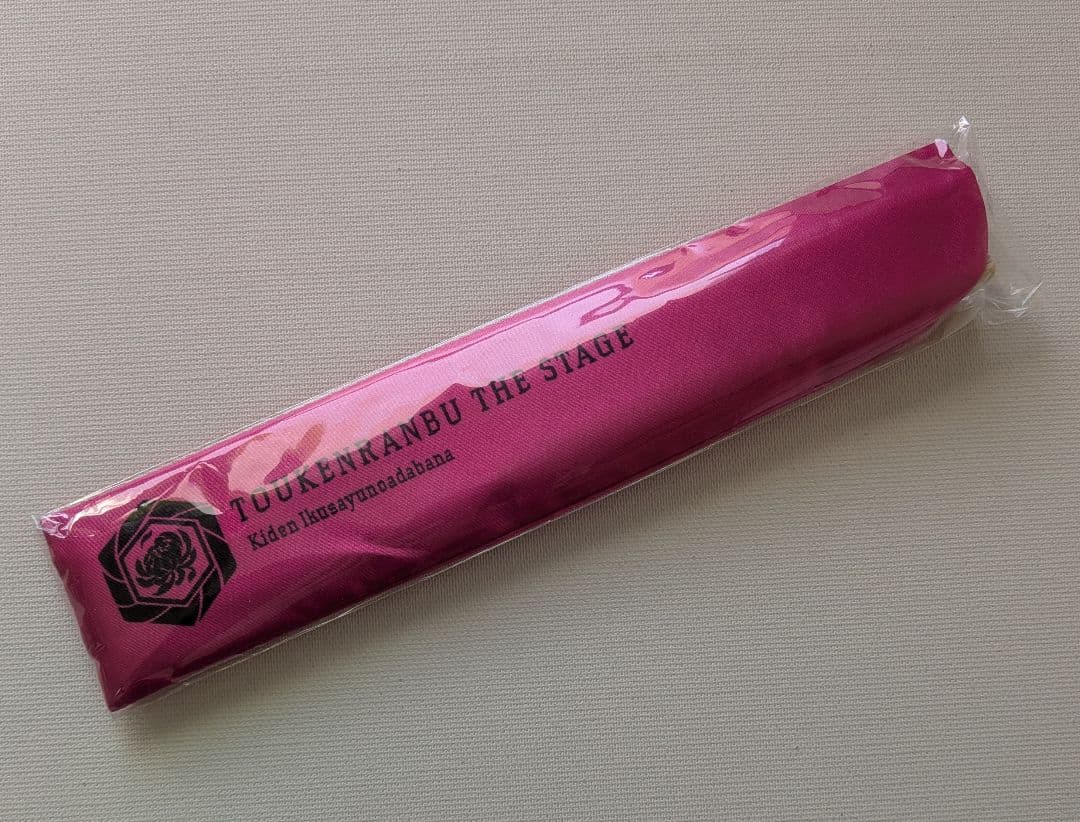 TOUKENRANBU THE STAGE
Kiden Ikusayunoadabana